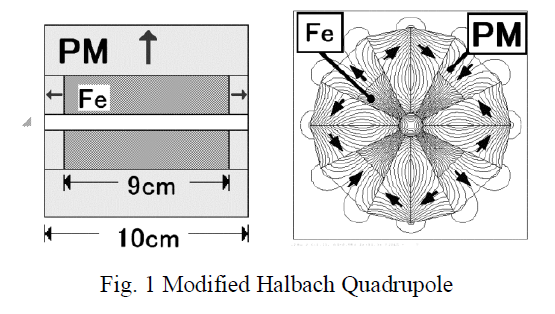 PM
Fe
9cm
10cm
Fe
PM
Fig. 1 Modified Halbach Quadrupole